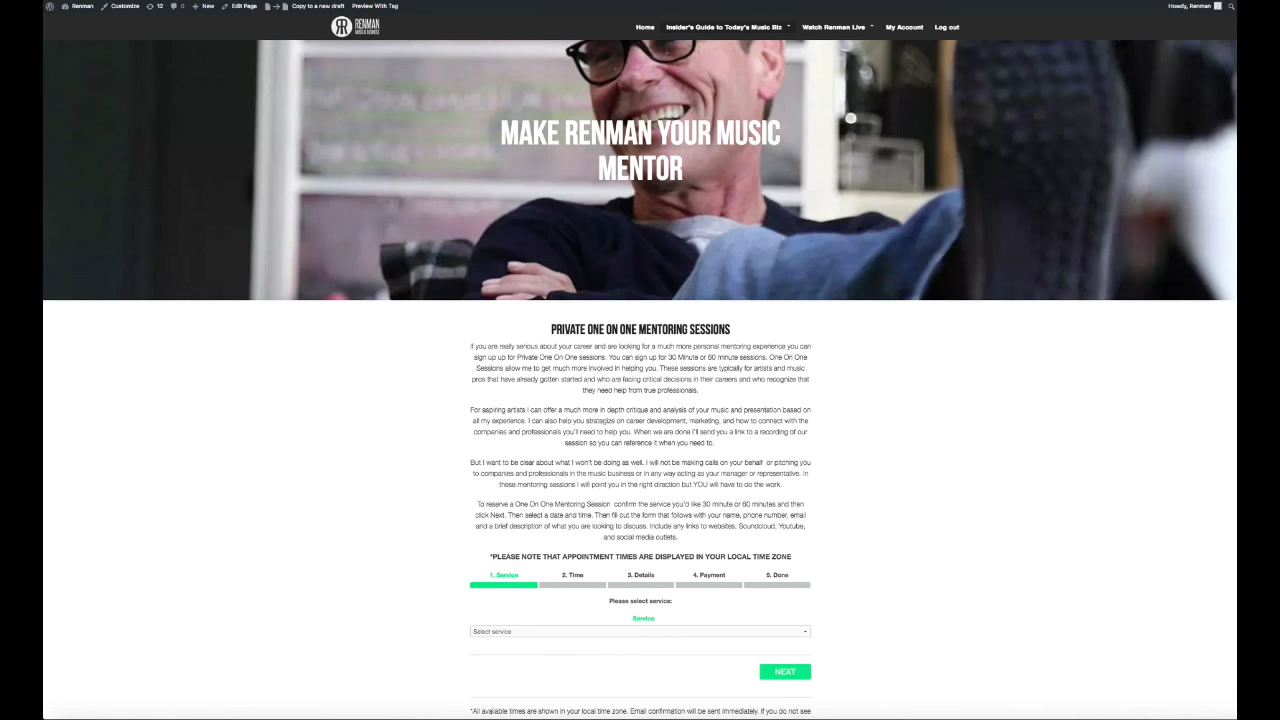 Renman Customize 12 0 New Edit Page Copy to a new draft Preview With Tag Howdy, Renman
RR RENMAN MUSIC & BUSINESS Home Insider's Guide to Today's Music Biz Watch Renman Live My Account Log out
MAKE RENMAN YOUR MUSIC
MENTOR
PRIVATE ONE ON ONE MENTORING SESSIONS
If you are really serious about your career and are looking for a much more personal mentoring experience you can
sign up up for Private One On One sessions. You can sign up for 30 Minute or 60 minute sessions. One On One
Sessions allow me to get much more involved in helping you. These sessions are typically for artists and music
pros that have already gotten started and who are facing critical decisions in their careers and who recognize that
they need help from true professionals.
For aspiring artists I can offer a much more in depth critique and analysis of your music and presentation based on
all my experience. I can also help you strategize on career development, marketing, and how to connect with the
companies and professionals you'll need to help you. When we are done I'll send you a link to a recording of our
session so you can reference it when you need to.
But I want to be clear about what I won't be doing as well. I will not be making calls on your behalf or pitching you
to companies and professionals in the music business or in any way acting as your manager or representative. In
these mentoring sessions I will point you in the right direction but YOU will have to do the work.
To reserve a One On One Mentoring Session confirm the service you'd like 30 minute or 60 minutes and then
click Next. Then select a date and time. Then fill out the form that follows with your name, phone number, email
and a brief description of what you are looking to discuss. Include any links to websites, Soundcloud, Youtube,
and social media outlets.
*PLEASE NOTE THAT APPOINTMENT TIMES ARE DISPLAYED IN YOUR LOCAL TIME ZONE
1. Service 2. Time 3. Details 4. Payment 5. Done
Please select service:
Service
Select service
NEXT
*All available times are shown in your local time zone. Email confirmation will be sent immediately. If you do not see